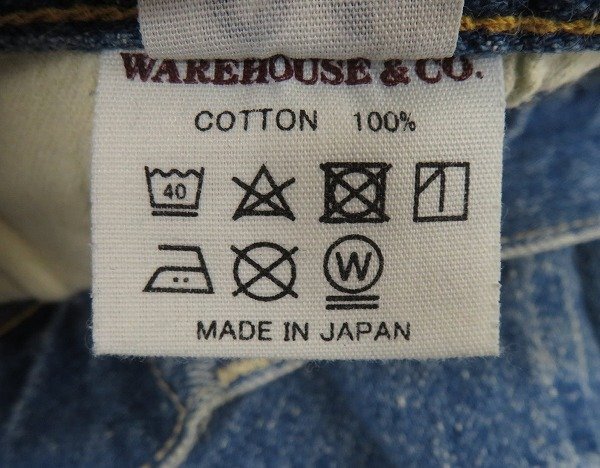 WAREHOUSE & CO.
COTTON 100%
40
W
MADE IN JAPAN